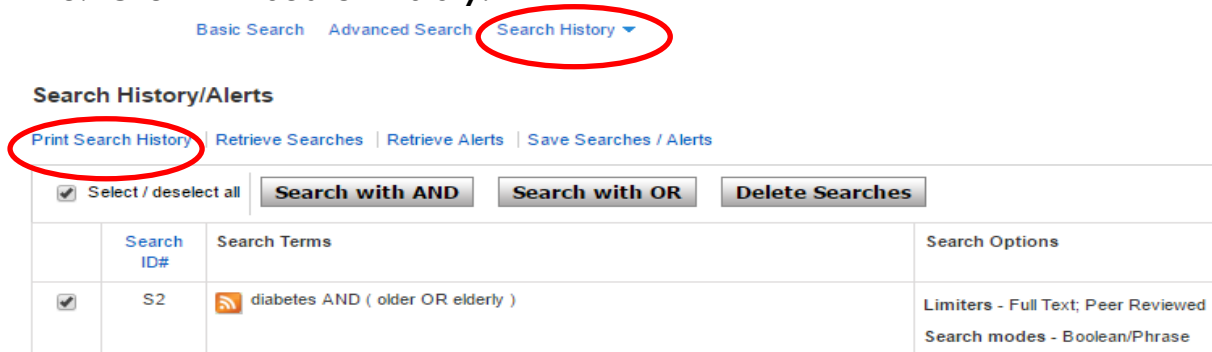 Basic Search Advanced Search Search History
Search History/Alerts
Print Search History | Retrieve Searches | Retrieve Alerts | Save Searches / Alerts
Select / deselect all Search with AND Search with OR Delete Searches
Search ID# Search Terms Search Options
S2 diabetes AND ( older OR elderly ) Limiters - Full Text; Peer Reviewed
Search modes - Boolean/Phrase